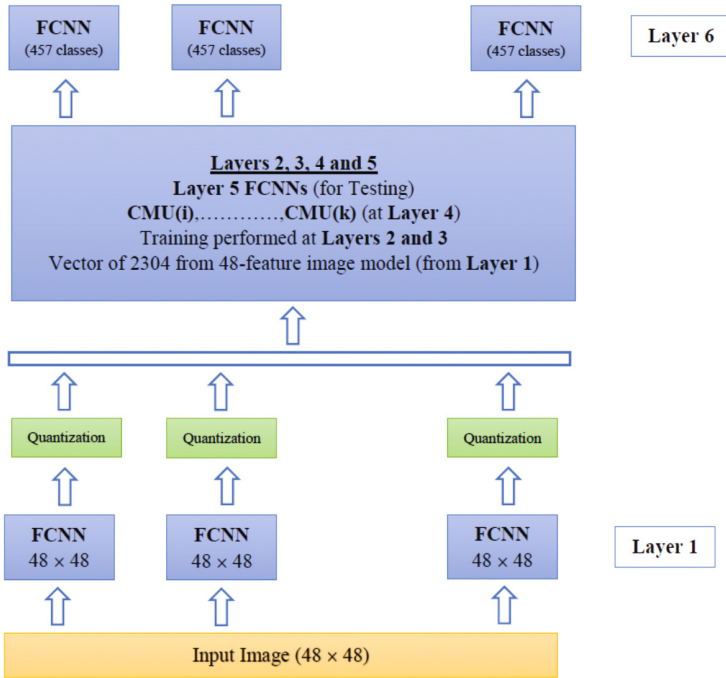 FCNN
(457 classes)
FCNN
(457 classes)
FCNN
(457 classes)
Layer 6
Layers 2, 3, 4 and 5
Layer 5 FCNNs (for Testing)
CMU(i),…………,CMU(k) (at Layer 4)
Training performed at Layers 2 and 3
Vector of 2304 from 48-feature image model (from Layer 1)
Quantization
Quantization
Quantization
FCNN
48 × 48
FCNN
48 × 48
FCNN
48 × 48
Layer 1
Input Image (48 × 48)